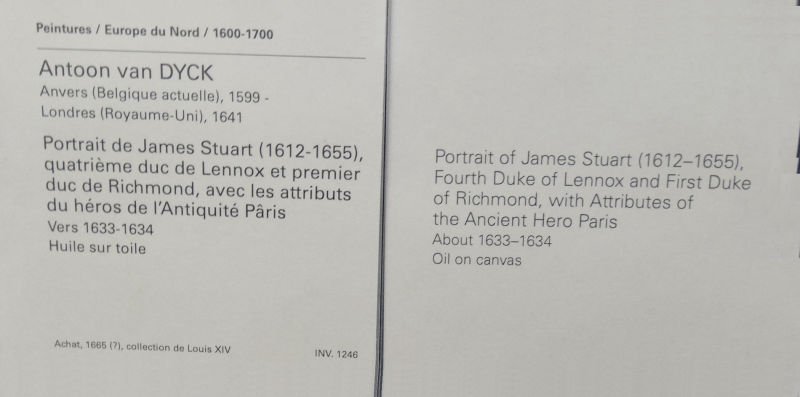 Peintures / Europe du Nord / 1600-1700
Antoon van DYCK
Anvers (Belgique actuelle), 1599 -
Londres (Royaume-Uni), 1641
Portrait de James Stuart (1612-1655),
quatrième duc de Lennox et premier
duc de Richmond, avec les attributs
du héros de l'Antiquité Pâris
Vers 1633-1634
Huile sur toile
Achat, 1665 (?), collection de Louis XIV
INV. 1246
Portrait of James Stuart (1612–1655),
Fourth Duke of Lennox and First Duke
of Richmond, with Attributes of
the Ancient Hero Paris
About 1633–1634
Oil on canvas